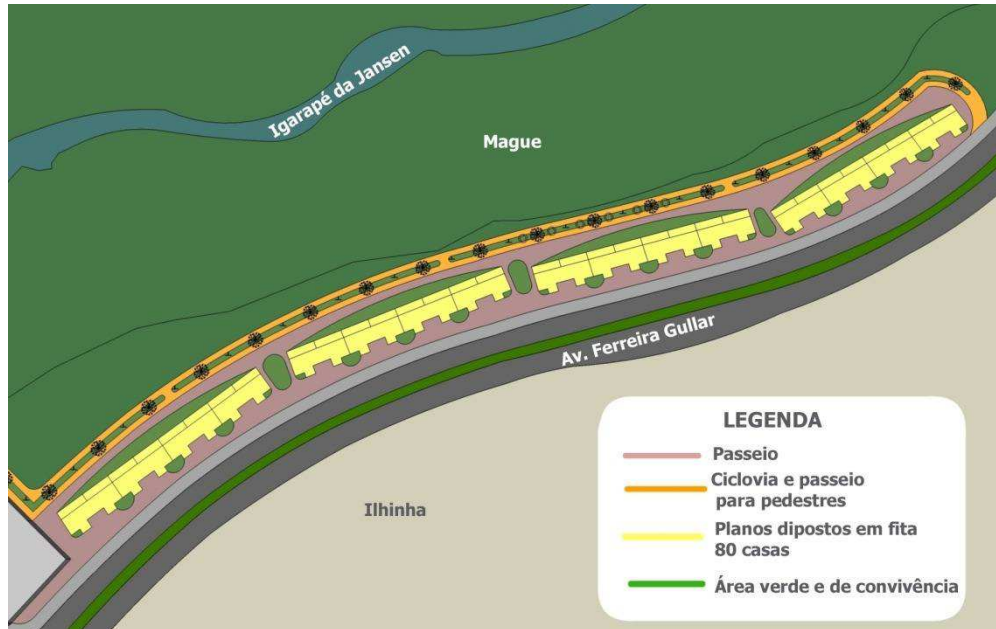 Igarapé da Jansen
Mague
Av. Ferreira Gullar
Ilhinha
LEGENDA
Passeio
Ciclovia e passeio
para pedestres
Planos dipostos em fita
80 casas
Área verde e de convivência